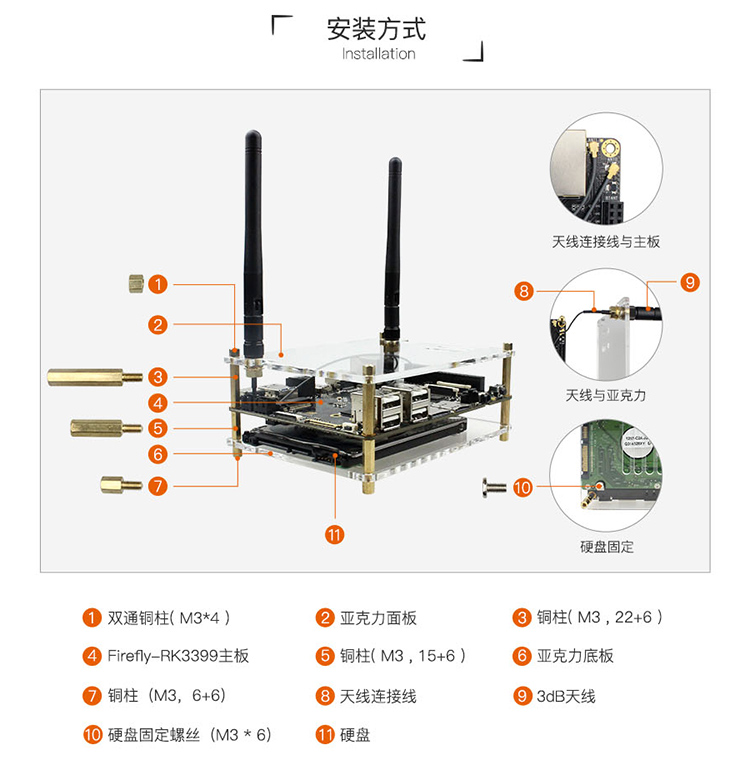 安装方式
Installation
1
2
3
4
5
6
7
8
9
10
11
天线连接线与主板
天线与亚克力
硬盘固定
1 双通铜柱( M3*4 )
2 亚克力面板
3 铜柱( M3 , 22+6 )
4 Firefly-RK3399主板
5 铜柱( M3 , 15+6 )
6 亚克力底板
7 铜柱 (M3, 6+6)
8 天线连接线
9 3dB天线
10 硬盘固定螺丝 (M3 * 6)
11 硬盘